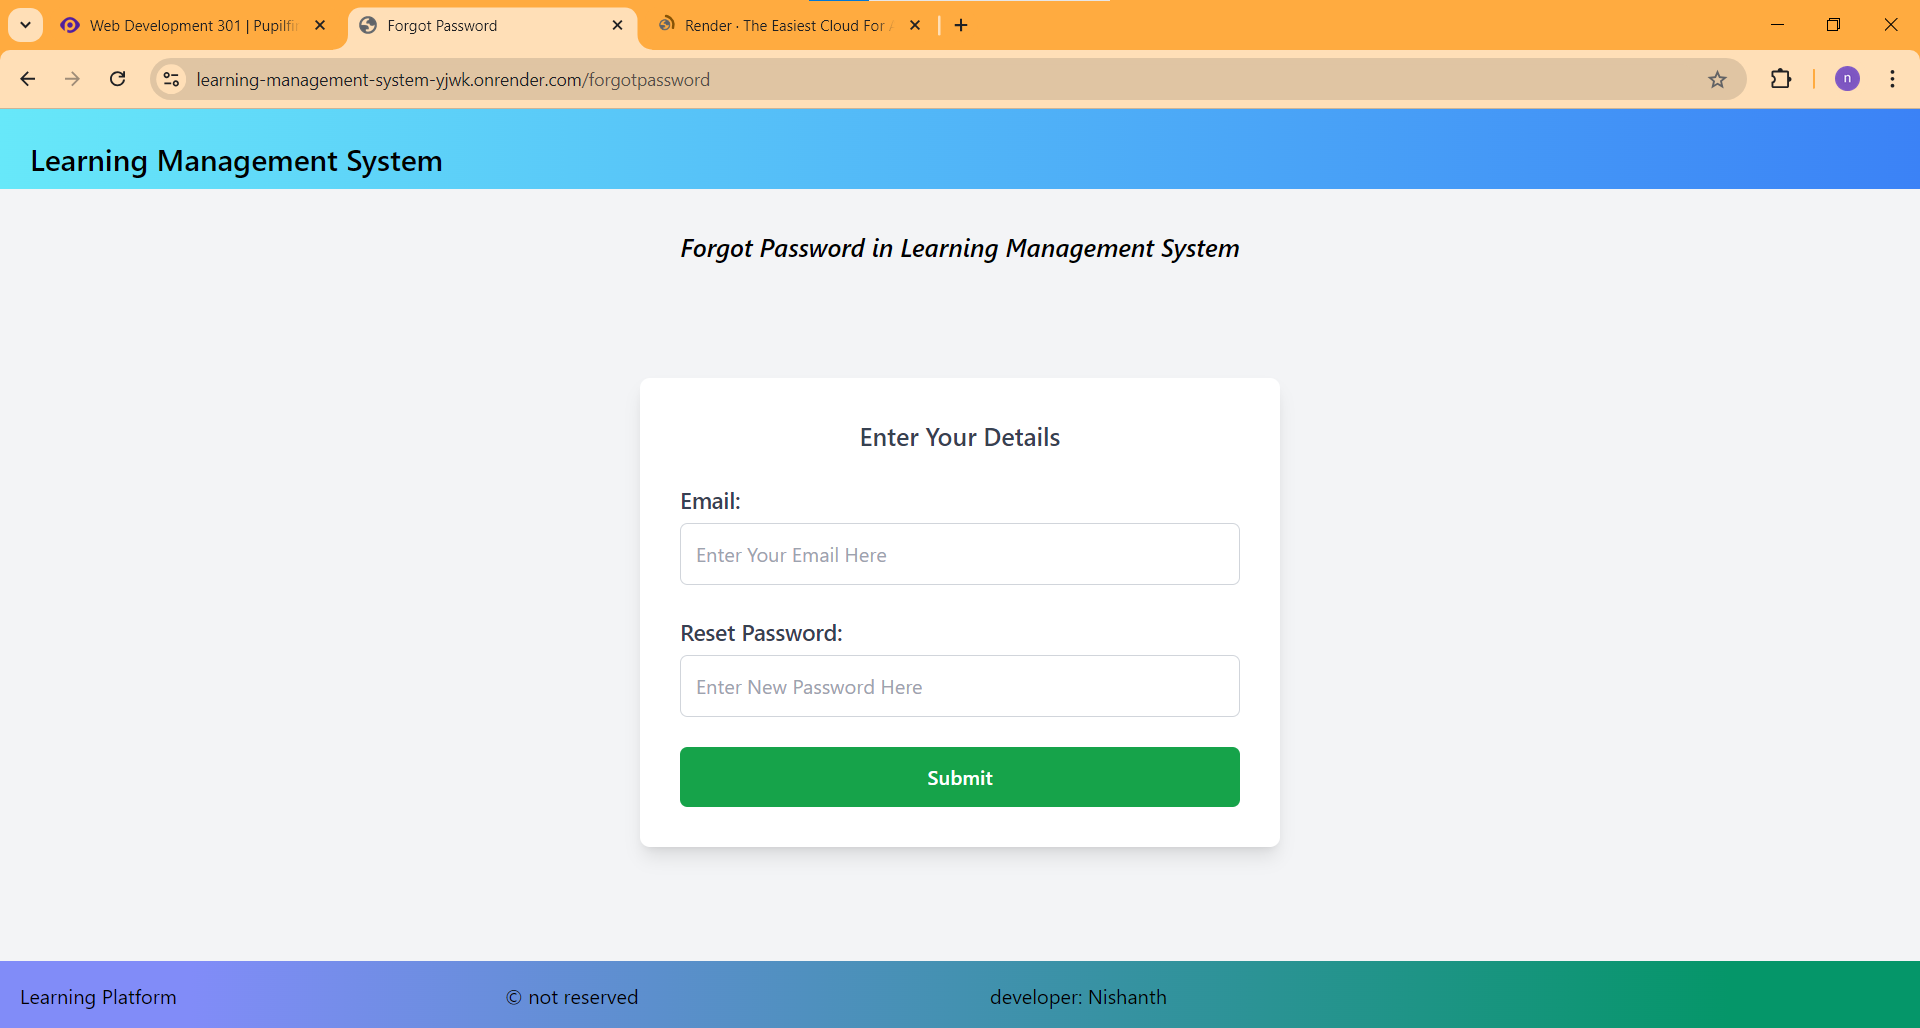 Web Development 301 | Pupilfi
Forgot Password
Render · The Easiest Cloud For
learning-management-system-yjwk.onrender.com/forgotpassword
n
Learning Management System
Forgot Password in Learning Management System
Enter Your Details
Email:
Enter Your Email Here
Reset Password:
Enter New Password Here
Submit
Learning Platform
© not reserved
developer: Nishanth